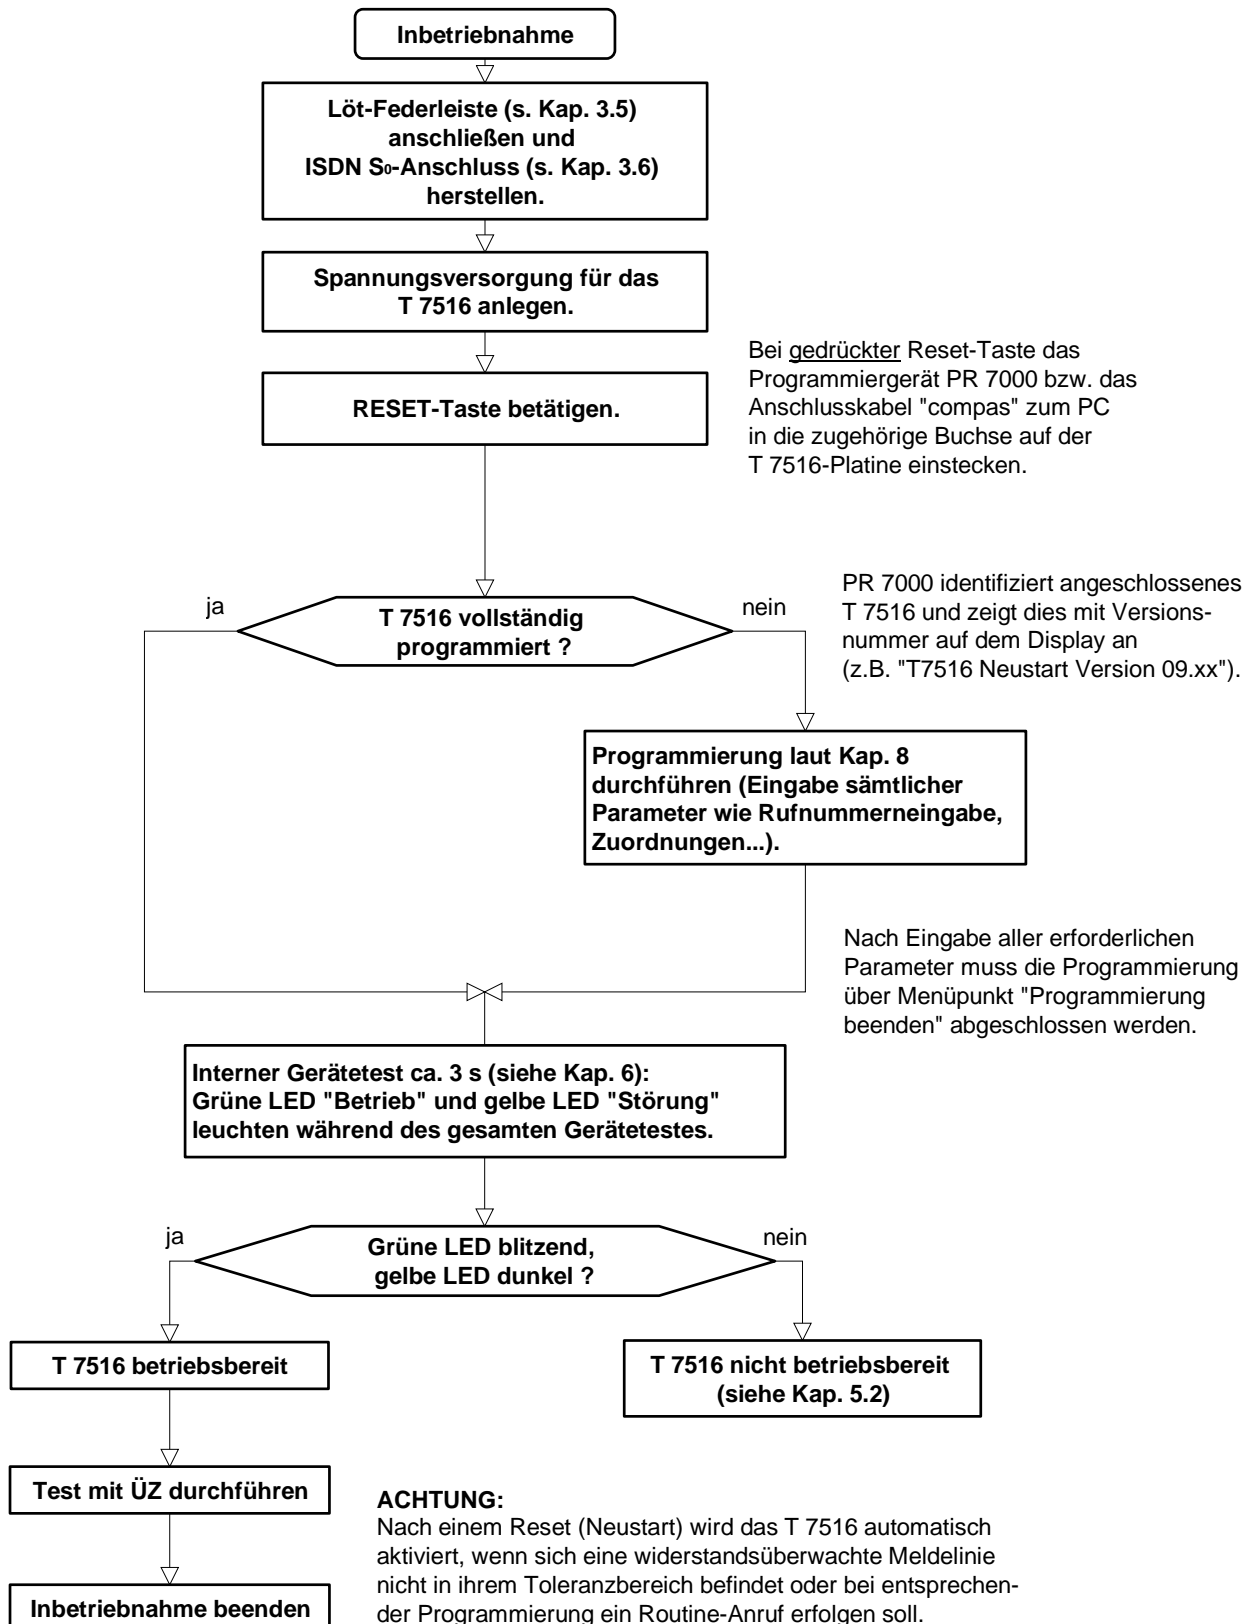 Inbetriebnahme
Löt-Federleiste (s. Kap. 3.5)
anschließen und
ISDN S0-Anschluss (s. Kap. 3.6)
herstellen.
Spannungsversorgung für das
T 7516 anlegen.
RESET-Taste betätigen.
Bei gedrückter Reset-Taste das
Programmiergerät PR 7000 bzw. das
Anschlusskabel "compas" zum PC
in die zugehörige Buchse auf der
T 7516-Platine einstecken.
ja
T 7516 vollständig
programmiert ?
nein
PR 7000 identifiziert angeschlossenes
T 7516 und zeigt dies mit Versions-
nummer auf dem Display an
(z.B. "T7516 Neustart Version 09.xx").
Programmierung laut Kap. 8
durchführen (Eingabe sämtlicher
Parameter wie Rufnummerneingabe,
Zuordnungen...).
Nach Eingabe aller erforderlichen
Parameter muss die Programmierung
über Menüpunkt "Programmierung
beenden" abgeschlossen werden.
Interner Gerätetest ca. 3 s (siehe Kap. 6):
Grüne LED "Betrieb" und gelbe LED "Störung"
leuchten während des gesamten Gerätetestes.
ja
Grüne LED blitzend,
gelbe LED dunkel ?
nein
T 7516 betriebsbereit
T 7516 nicht betriebsbereit
(siehe Kap. 5.2)
Test mit ÜZ durchführen
Inbetriebnahme beenden
ACHTUNG:
Nach einem Reset (Neustart) wird das T 7516 automatisch
aktiviert, wenn sich eine widerstandsüberwachte Meldelinie
nicht in ihrem Toleranzbereich befindet oder bei entsprechen-
der Programmierung ein Routine-Anruf erfolgen soll.